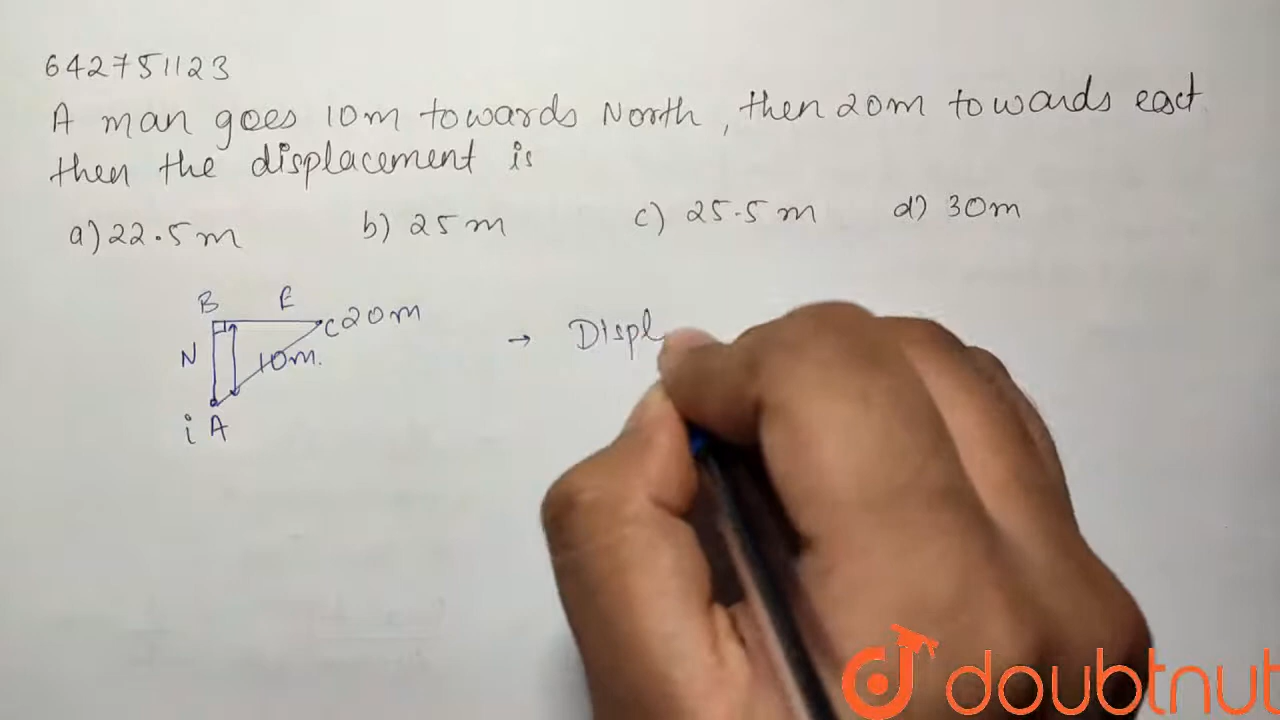 642751123
A man goes 10m towards North, then 20m towards east
then the displacement is
a) 22.5m b) 25m c) 25.5m d) 30m
B E
C 20m
N 10m.
i A
→ Displ
doubtnut